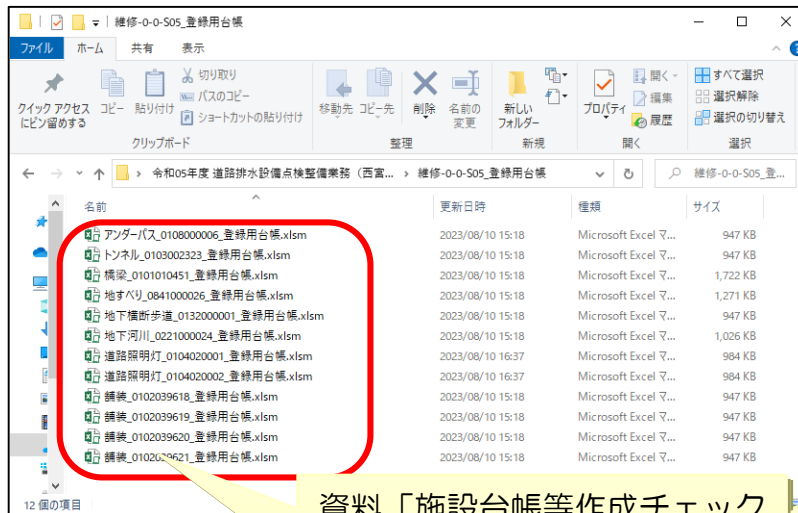 維修-0-0-S05_登録用台帳
ファイル ホーム 共有 表示
クイック アクセスにピン留めする
コピー
貼り付け
切り取り
パスのコピー
ショートカットの貼り付け
移動先 コピー先 削除 名前の変更
新しいフォルダー
プロパティ
開く
編集
履歴
すべて選択
選択解除
選択の切り替え
クリップボード 整理 新規 開く 選択
令和05年度 道路排水設備点検整備業務（西宮... › 維修-0-0-S05_登録用台帳
維修-0-0-S05_登...
名前 更新日時 種類 サイズ
アンダーパス_0108000006_登録用台帳.xlsm 2023/08/10 15:18 Microsoft Excel マ... 947 KB
トンネル_0103002323_登録用台帳.xlsm 2023/08/10 15:18 Microsoft Excel マ... 947 KB
橋梁_0101010451_登録用台帳.xlsm 2023/08/10 15:18 Microsoft Excel マ... 1,722 KB
地すべり_0841000026_登録用台帳.xlsm 2023/08/10 15:18 Microsoft Excel マ... 1,271 KB
地下横断歩道_0132000001_登録用台帳.xlsm 2023/08/10 15:18 Microsoft Excel マ... 947 KB
地下河川_0221000024_登録用台帳.xlsm 2023/08/10 15:18 Microsoft Excel マ... 1,026 KB
道路照明灯_0104020001_登録用台帳.xlsm 2023/08/10 16:37 Microsoft Excel マ... 984 KB
道路照明灯_0104020002_登録用台帳.xlsm 2023/08/10 16:37 Microsoft Excel マ... 984 KB
舗装_0102039618_登録用台帳.xlsm 2023/08/10 15:18 Microsoft Excel マ... 947 KB
舗装_0102039619_登録用台帳.xlsm 2023/08/10 15:18 Microsoft Excel マ... 947 KB
舗装_0102039620_登録用台帳.xlsm 2023/08/10 15:18 Microsoft Excel マ... 947 KB
舗装_0102039621_登録用台帳.xlsm 2023/08/10 15:18 Microsoft Excel マ... 947 KB
12 個の項目
資料「施設台帳等作成チェック